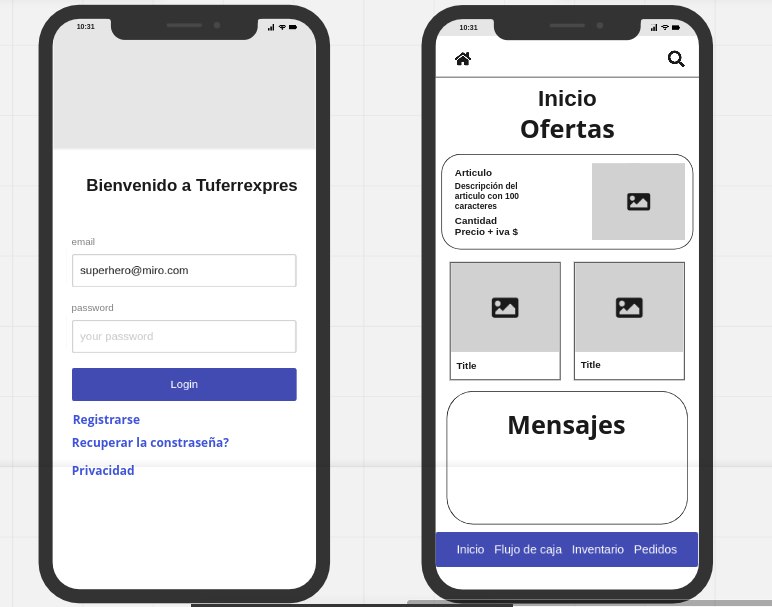 10:31
Bienvenido a Tuferrexpres
email
superhero@miro.com
password
your password
Login
Registrarse
Recuperar la constraseña?
Privacidad
10:31
Inicio
Ofertas
Articulo
Descripción del
articulo con 100
caracteres
Cantidad
Precio + iva $
Title
Title
Mensajes
Inicio Flujo de caja Inventario Pedidos